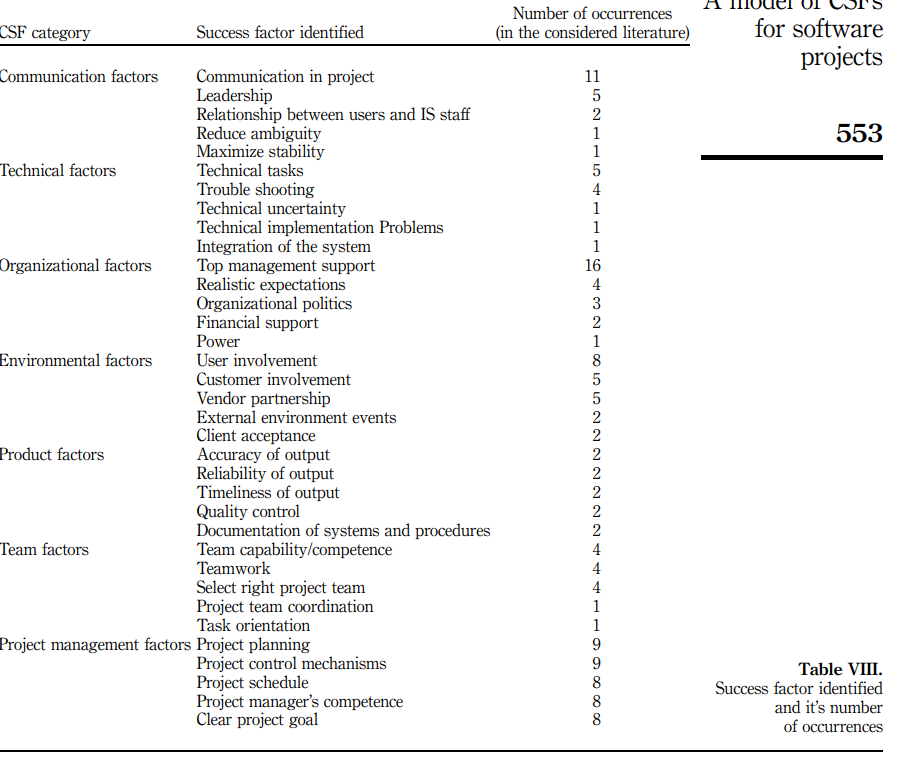 A model of CSFs
for software
projects
553
Number of occurrences
CSF category Success factor identified (in the considered literature)
Communication factors Communication in project 11
Leadership 5
Relationship between users and IS staff 2
Reduce ambiguity 1
Maximize stability 1
Technical factors Technical tasks 5
Trouble shooting 4
Technical uncertainty 1
Technical implementation Problems 1
Integration of the system 1
Organizational factors Top management support 16
Realistic expectations 4
Organizational politics 3
Financial support 2
Power 1
Environmental factors User involvement 8
Customer involvement 5
Vendor partnership 5
External environment events 2
Client acceptance 2
Product factors Accuracy of output 2
Reliability of output 2
Timeliness of output 2
Quality control 2
Documentation of systems and procedures 2
Team factors Team capability/competence 4
Teamwork 4
Select right project team 4
Project team coordination 1
Task orientation 1
Project management factors Project planning 9
Project control mechanisms 9
Project schedule 8
Project manager's competence 8
Clear project goal 8
Table VIII.
Success factor identified
and it's number
of occurrences